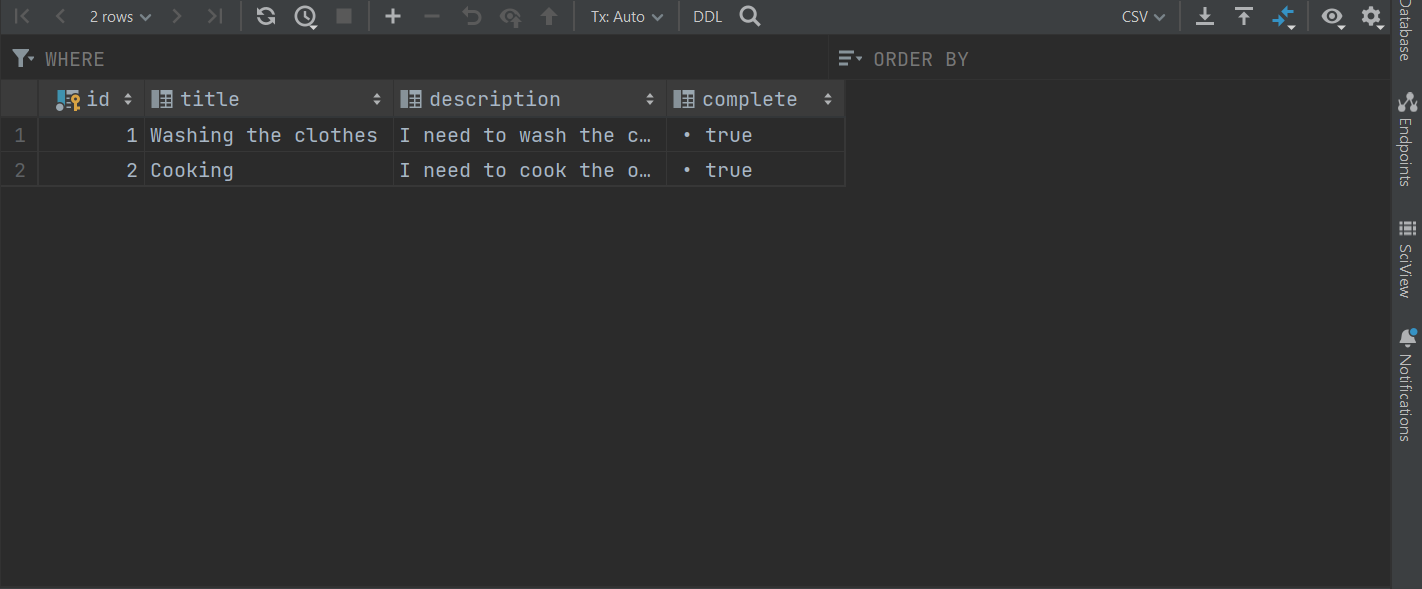 2 rows Tx: Auto DDL CSV
WHERE ORDER BY
id title description complete
1 1 Washing the clothes I need to wash the c… • true
2 2 Cooking I need to cook the o… • true
Database
Endpoints
SciView
Notifications